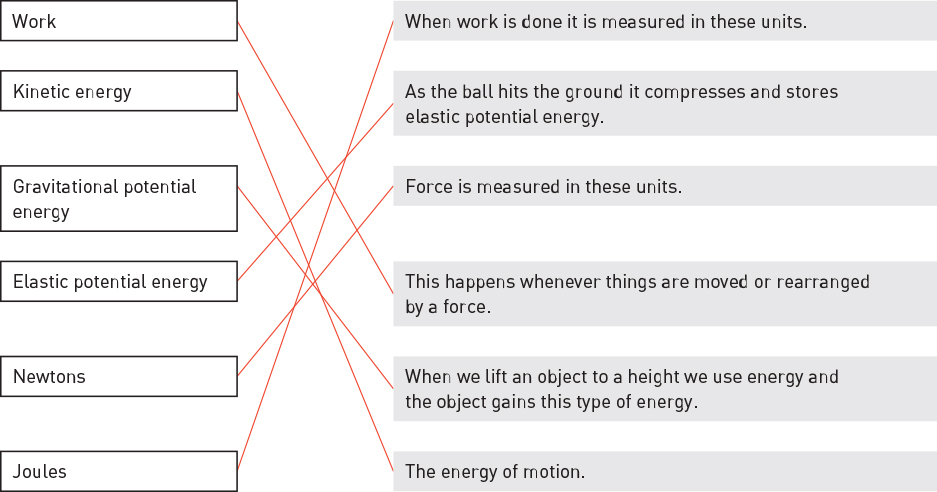 Work
When work is done it is measured in these units.
Kinetic energy
As the ball hits the ground it compresses and stores
elastic potential energy.
Gravitational potential
energy
Force is measured in these units.
Elastic potential energy
This happens whenever things are moved or rearranged
by a force.
Newtons
When we lift an object to a height we use energy and
the object gains this type of energy.
Joules
The energy of motion.